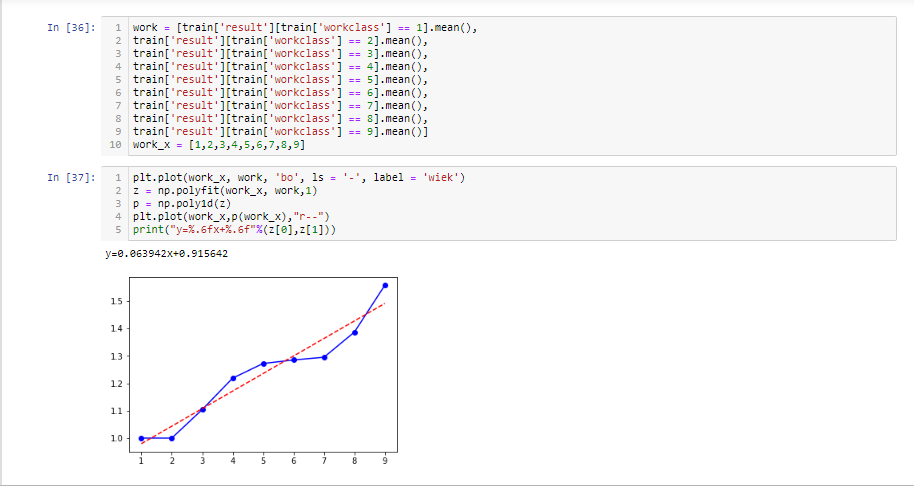 In [36]:
1 work = [train['result'][train['workclass'] == 1].mean(),
2 train['result'][train['workclass'] == 2].mean(),
3 train['result'][train['workclass'] == 3].mean(),
4 train['result'][train['workclass'] == 4].mean(),
5 train['result'][train['workclass'] == 5].mean(),
6 train['result'][train['workclass'] == 6].mean(),
7 train['result'][train['workclass'] == 7].mean(),
8 train['result'][train['workclass'] == 8].mean(),
9 train['result'][train['workclass'] == 9].mean()]
10 work_x = [1,2,3,4,5,6,7,8,9]
In [37]:
1 plt.plot(work_x, work, 'bo', ls = '-', label = 'wiek')
2 z = np.polyfit(work_x, work,1)
3 p = np.poly1d(z)
4 plt.plot(work_x,p(work_x),"r--")
5 print("y=%.6fx+%.6f"%(z[0],z[1]))
y=0.063942x+0.915642
1.5
1.4
1.3
1.2
1.1
1.0
1 2 3 4 5 6 7 8 9